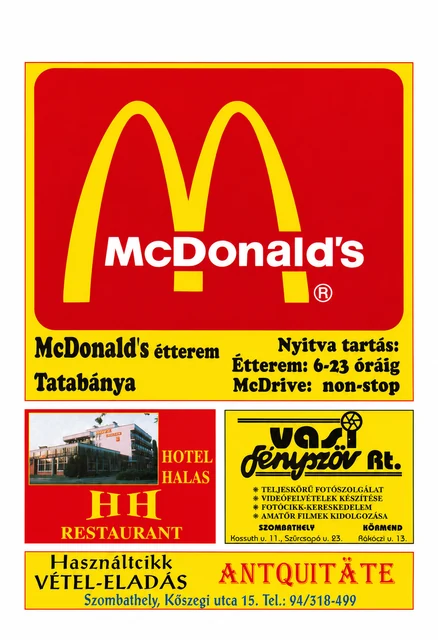 McDonald's
®
McDonald's étterem
Tatabánya
Nyitva tartás:
Étterem: 6-23 óráig
McDrive: non-stop
HOTEL
HALAS
HH
RESTAURANT
vasi
fényszöv Rt.
* TELJESKÖRŰ FOTÓSZOLGÁLAT
* VIDEÓFELVÉTELEK KÉSZÍTÉSE
* FOTÓCIKK-KERESKEDELEM
* AMATŐR FILMEK KIDOLGOZÁSA
SZOMBATHELY KÖRMEND
Kossuth u. 11., Szűrcsapó u. 23. Rákóczi u. 13.
Használtcikk
VÉTEL-ELADÁS
ANTQUITÄTE
Szombathely, Kőszegi utca 15. Tel.: 94/318-499